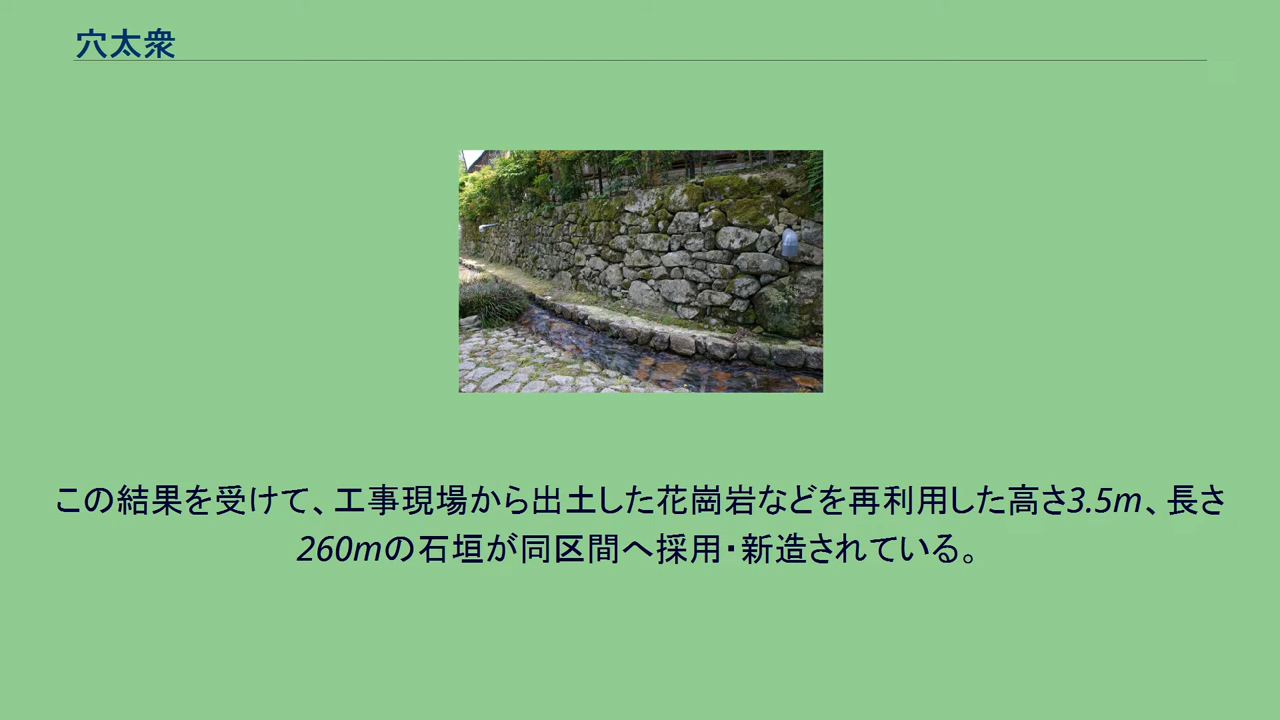 穴太衆
この結果を受けて、工事現場から出土した花崗岩などを再利用した高さ3.5m、長さ
260mの石垣が同区間へ採用・新造されている。